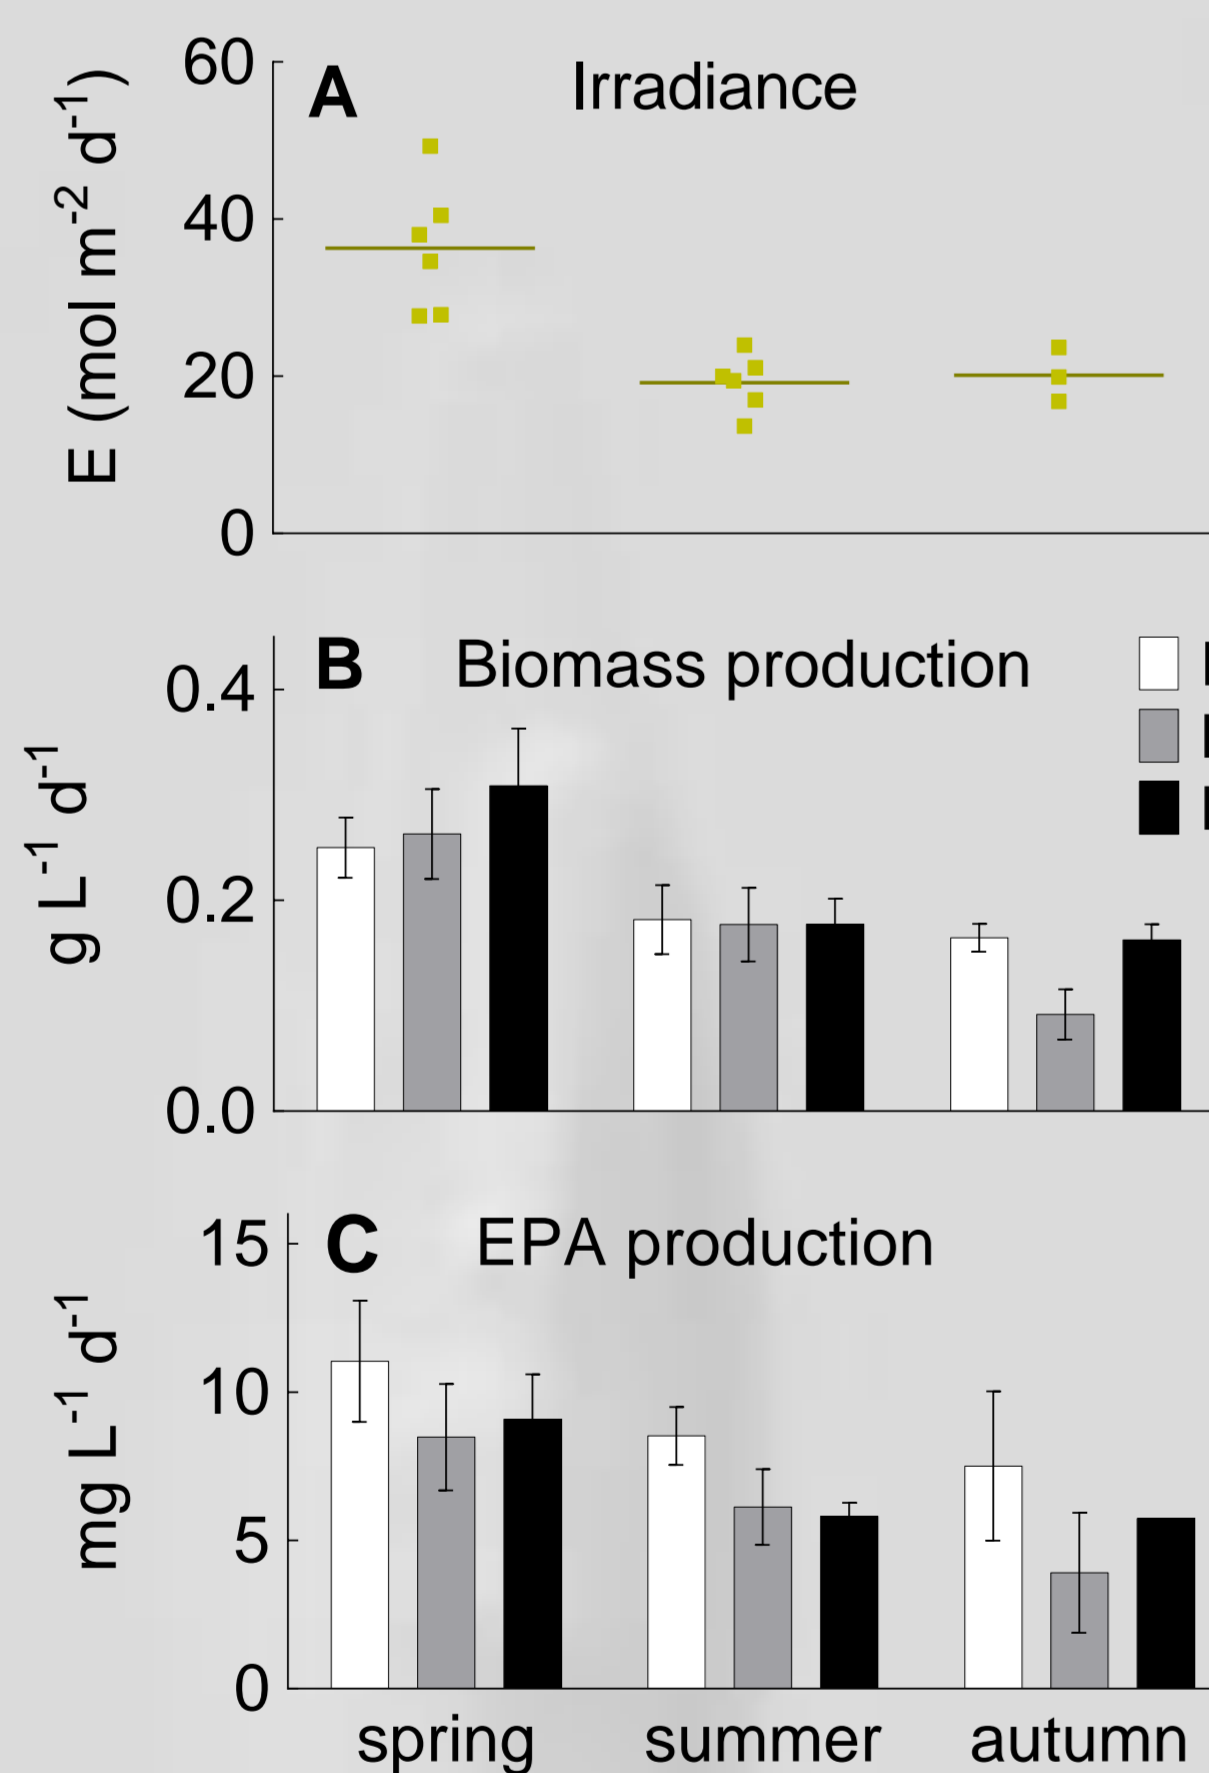 A Irradiance
E (mol m⁻² d⁻¹)
60
40
20
0
B Biomass production
g L⁻¹ d⁻¹
0.4
0.2
0.0
C EPA production
mg L⁻¹ d⁻¹
15
10
5
0
spring summer autumn